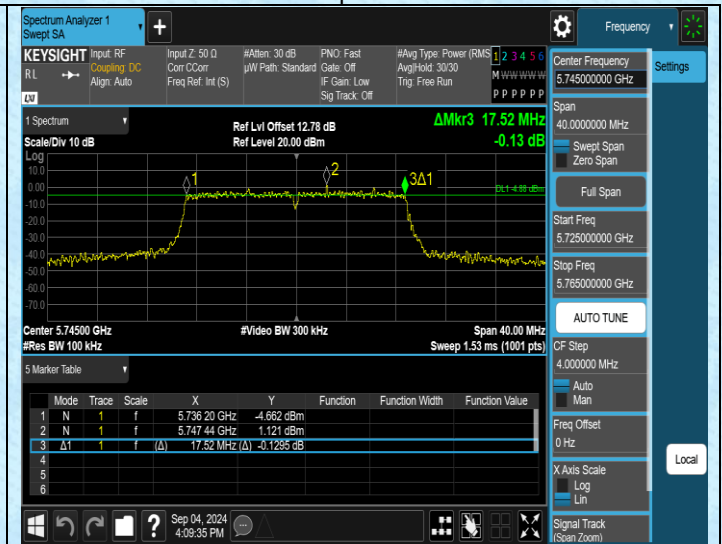 Spectrum Analyzer 1
Swept SA
+
Frequency
KEYSIGHT
RL
LXI
Input: RF
Coupling: DC
Align: Auto
Input Z: 50 Ω
Corr CCorr
Freq Ref: Int (S)
#Atten: 30 dB
µW Path: Standard
PNO: Fast
Gate: Off
IF Gain: Low
Sig Track: Off
#Avg Type: Power (RMS
Avg|Hold: 30/30
Trig: Free Run
1 2 3 4 5 6
M W W W W W
P P P P P P
1 Spectrum
Scale/Div 10 dB
Log
Ref Lvl Offset 12.78 dB
Ref Level 20.00 dBm
ΔMkr3 17.52 MHz
-0.13 dB
10.0
0.00
-10.0
-20.0
-30.0
-40.0
-50.0
-60.0
-70.0
1
2
3Δ1
DL1 -4.88 dBm
Center 5.74500 GHz
#Res BW 100 kHz
#Video BW 300 kHz
Span 40.00 MHz
Sweep 1.53 ms (1001 pts)
5 Marker Table
Mode Trace Scale X Y Function Function Width Function Value
1 N 1 f 5.736 20 GHz -4.662 dBm
2 N 1 f 5.747 44 GHz 1.121 dBm
3 Δ1 1 f (Δ) 17.52 MHz (Δ) -0.1295 dB
4
5
6
Sep 04, 2024
4:09:35 PM
?
Center Frequency
5.745000000 GHz
Settings
Span
40.0000000 MHz
Swept Span
Zero Span
Full Span
Start Freq
5.725000000 GHz
Stop Freq
5.765000000 GHz
AUTO TUNE
CF Step
4.000000 MHz
Auto
Man
Freq Offset
0 Hz
Local
X Axis Scale
Log
Lin
Signal Track
(Span Zoom)